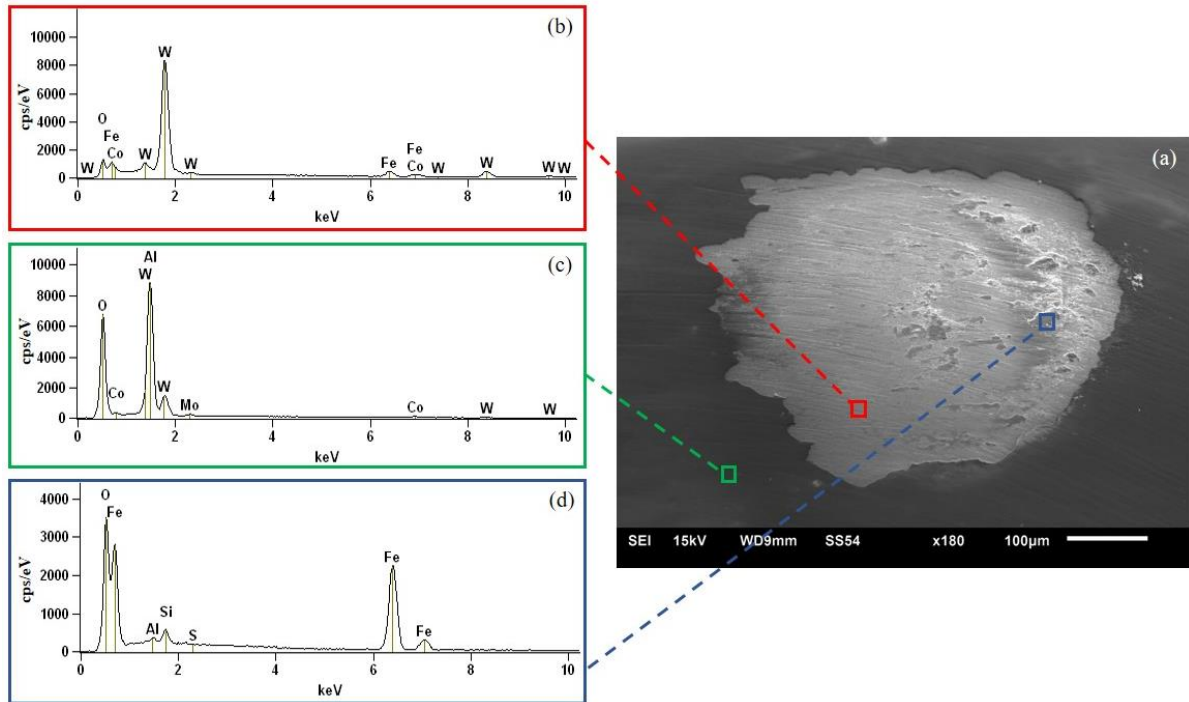 (b)
10000
8000
6000
4000
2000
0
cps/eV
W
O
Fe
Co
W
W
W
Fe
Fe
Co
W
W
W W
0 2 4 6 8 10
keV
(c)
10000
8000
6000
4000
2000
0
cps/eV
Al
W
O
Co
W
Mo
Co
W
W
0 2 4 6 8 10
keV
(d)
4000
3000
2000
1000
0
cps/eV
O
Fe
Al
Si
S
Fe
Fe
0 2 4 6 8 10
keV
(a)
SEI 15kV WD9mm SS54 x180 100µm